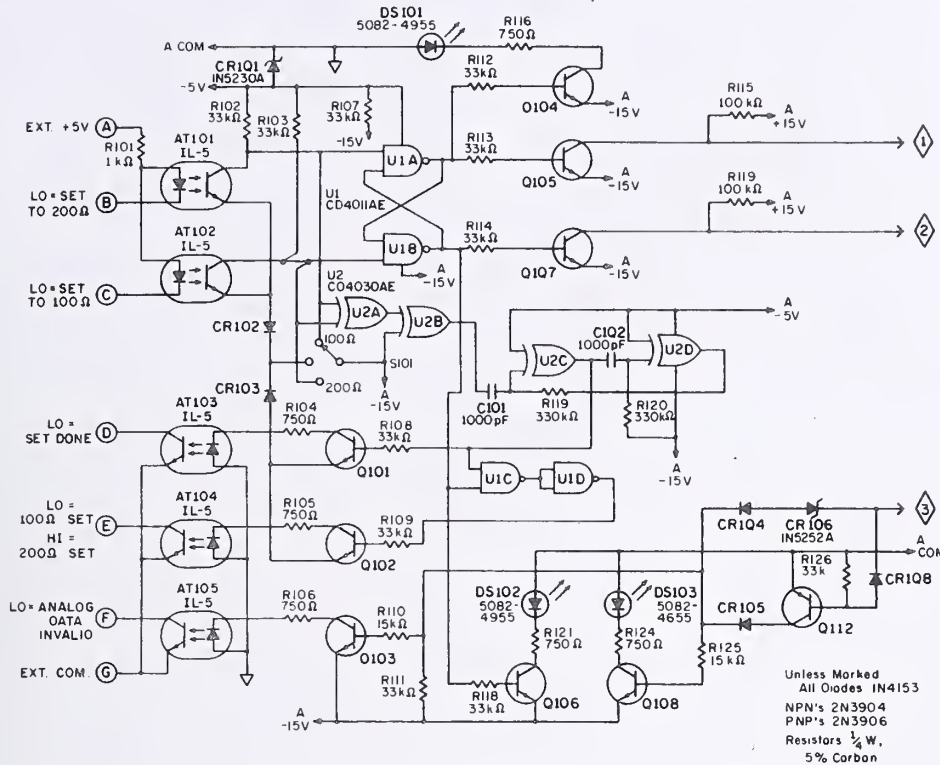 DS101
5082-4955
R116
750Ω
A COM
CR1Q1
IN5230A
R112
33kΩ
-5V
R102
33kΩ
R103
33kΩ
R107
33kΩ
-15V
Q104
A
-15V
R115
100kΩ
A
+15V
EXT. +5V
A
R101
1kΩ
AT101
IL-5
U1A
R113
33kΩ
Q105
A
-15V
1
LO=SET
TO 200Ω
B
U1
CD4011AE
R119
100kΩ
A
+15V
AT102
IL-5
U1B
R114
33kΩ
Q1Q7
A
-15V
2
LO=SET
TO 100Ω
C
A
-15V
U2
CO4030AE
U2A
U2B
CR102
100Ω
S101
200Ω
A
-15V
A
-5V
U2C
C1Q2
1000pF
U2D
C101
1000pF
R119
330kΩ
R120
330kΩ
A
-15V
CR103
AT103
IL-5
LO =
SET DONE
D
R104
750Ω
R108
33kΩ
Q101
U1C
U1D
AT104
IL-5
LO =
100Ω SET
HI =
200Ω SET
E
R105
750Ω
R109
33kΩ
Q102
CR1Q4
CR106
IN5252A
3
A
COM
R126
33k
CR1Q8
AT105
IL-5
LO=ANALOG
DATA
INVALIO
F
R106
750Ω
R110
15kΩ
O103
DS102
5082-
4955
DS103
5082-
4655
CR105
Q112
R121
750Ω
R124
750Ω
R125
15kΩ
EXT. COM.
G
R111
33kΩ
A
-15V
R118
33kΩ
Q106
Q108
Unless Marked
All Diodes IN4153
NPN's 2N3904
PNP's 2N3906
Resistors ¼ W,
5% Carbon